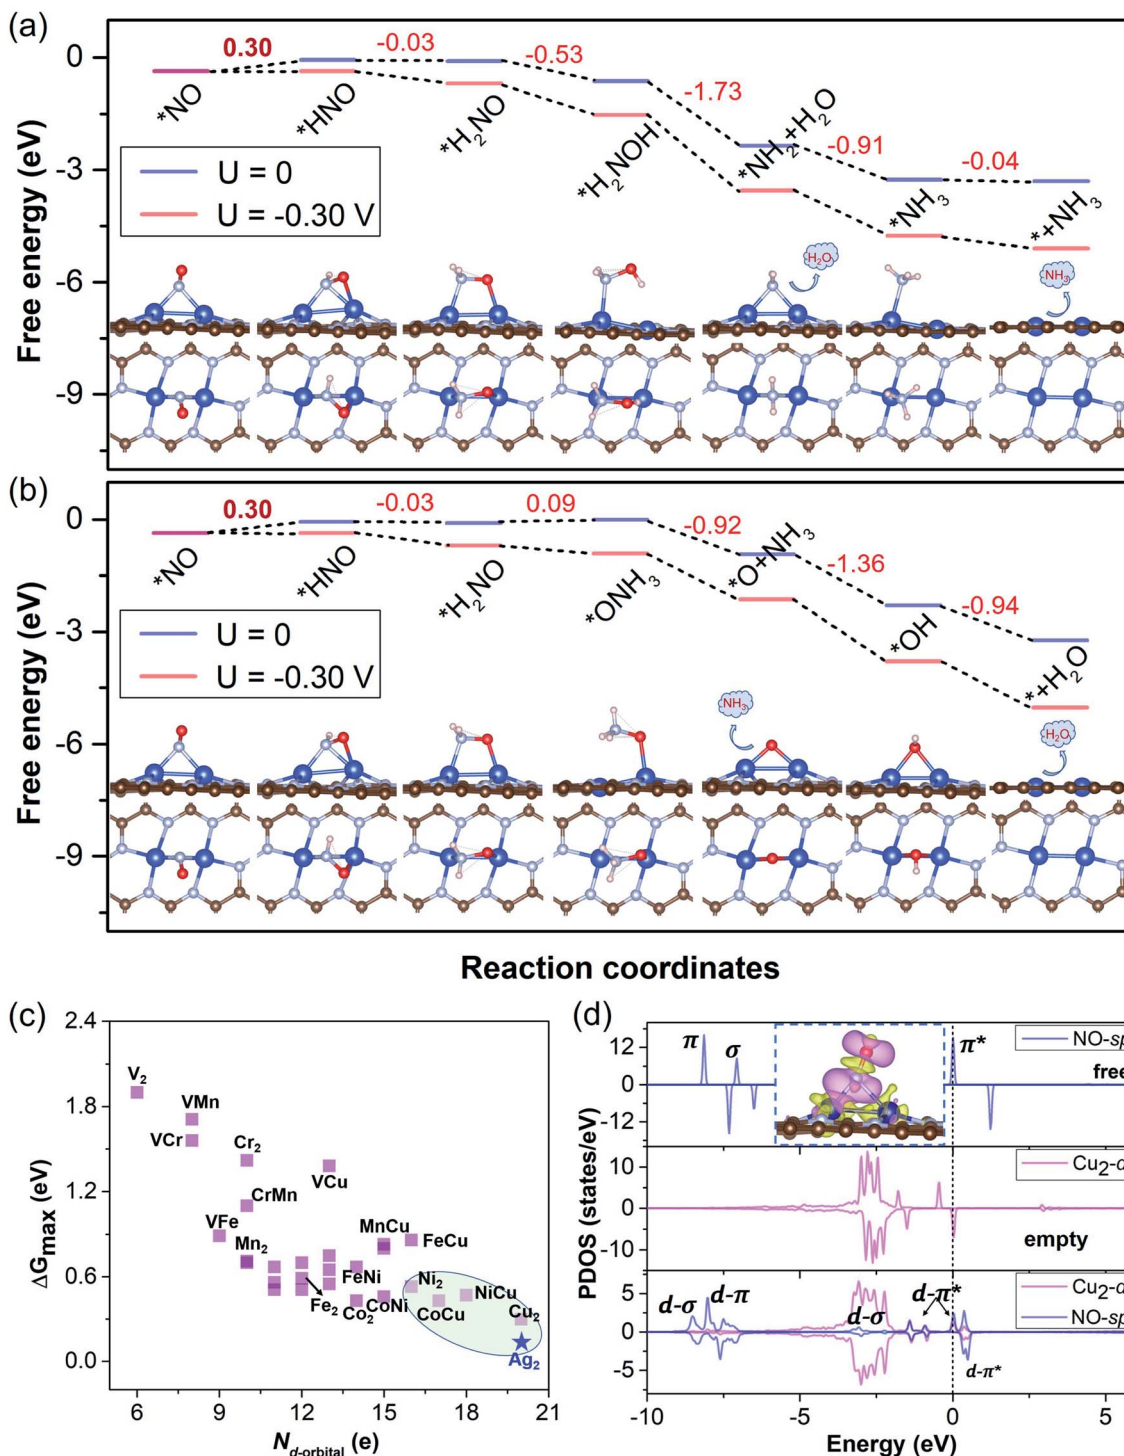 (a)
0.30 -0.03 -0.53 -1.73 -0.91 -0.04
0
-3
-6
-9
Free energy (eV)
*NO
*HNO
*H₂NO
*H₂NOH
*NH₂+H₂O
*NH₃
*+NH₃
U = 0
U = -0.30 V
H₂O
NH₃
(b)
0.30 -0.03 0.09 -0.92 -1.36 -0.94
0
-3
-6
-9
Free energy (eV)
*NO
*HNO
*H₂NO
*ONH₃
*O+NH₃
*OH
*+H₂O
U = 0
U = -0.30 V
NH₃
H₂O
Reaction coordinates
(c)
2.4
1.8
1.2
0.6
0.0
ΔGmax (eV)
V₂
VMn
VCr
Cr₂
VCu
CrMn
VFe
MnCu
FeCu
Mn₂
FeNi
Ni₂
NiCu
Fe₂
Co₂
CoNi
CoCu
Cu₂
Ag₂
6 9 12 15 18 21
Nd-orbital (e)
(d)
12
0
-12
π
σ
π*
NO-sp
free
10
0
-10
Cu₂-d
empty
5
0
-5
d-σ
d-π
d-σ
d-π*
d-π*
Cu₂-d
NO-sp
PDOS (states/eV)
-10 -5 0 5
Energy (eV)